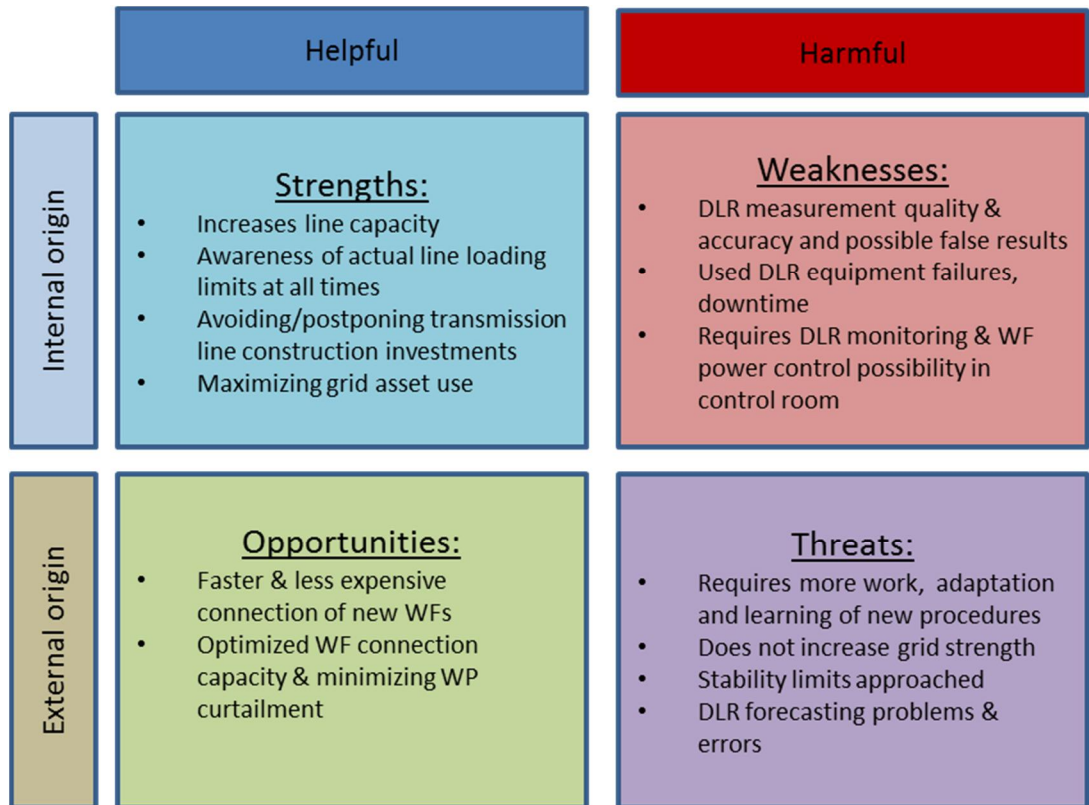 Helpful
Harmful
Internal origin
Strengths:
• Increases line capacity
• Awareness of actual line loading
limits at all times
• Avoiding/postponing transmission
line construction investments
• Maximizing grid asset use
Weaknesses:
• DLR measurement quality &
accuracy and possible false results
• Used DLR equipment failures,
downtime
• Requires DLR monitoring & WF
power control possibility in
control room
External origin
Opportunities:
• Faster & less expensive
connection of new WFs
• Optimized WF connection
capacity & minimizing WP
curtailment
Threats:
• Requires more work, adaptation
and learning of new procedures
• Does not increase grid strength
• Stability limits approached
• DLR forecasting problems &
errors